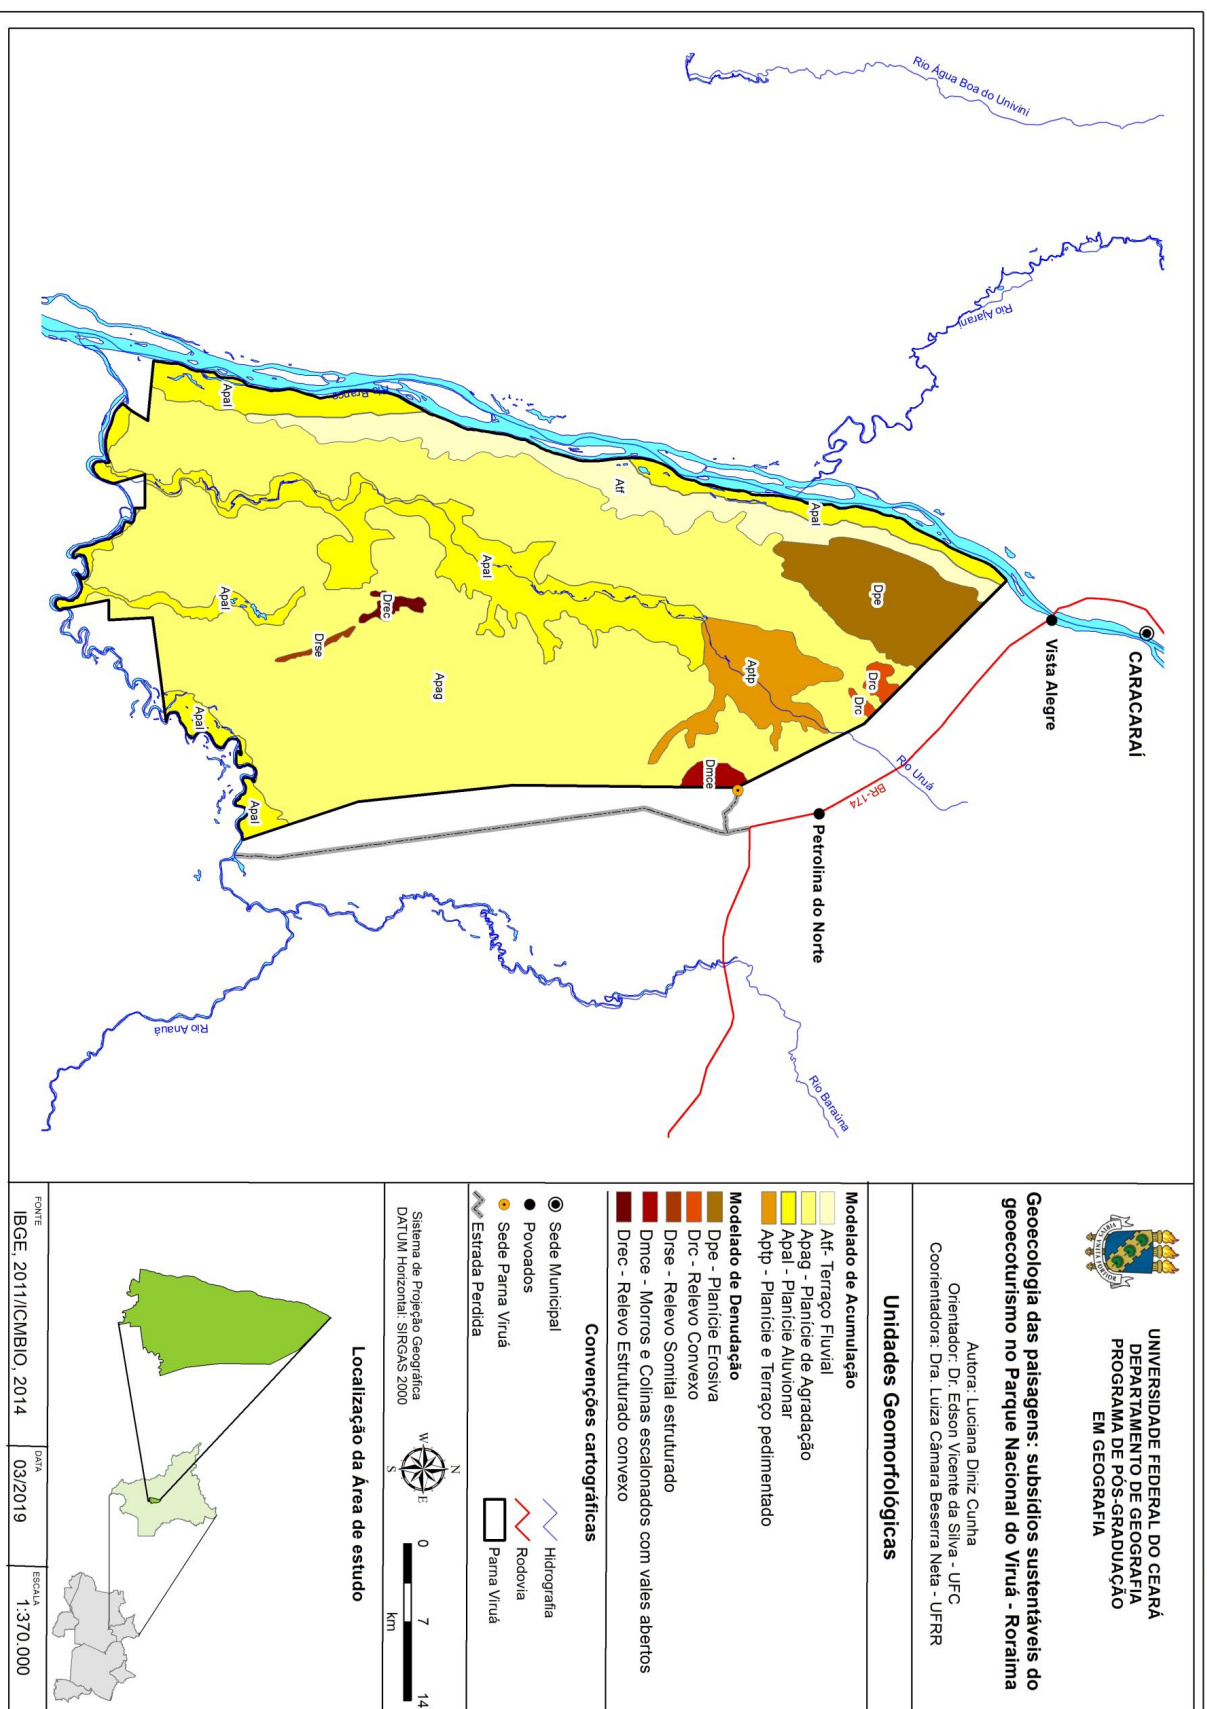 UNIVERSIDADE FEDERAL DO CEARÁ
DEPARTAMENTO DE GEOGRAFIA
PROGRAMA DE PÓS-GRADUAÇÃO
EM GEOGRAFIA
Geoecologia das paisagens: subsídios sustentáveis do
geoecoturismo no Parque Nacional do Viruá - Roraima
Autora: Luciana Diniz Cunha
Orientador: Dr. Edson Vicente da Silva - UFC
Coorientadora: Dra. Luiza Câmara Beserra Neta - UFRR
Unidades Geomorfológicas
Modelado de Acumulação
Atf- Terraço Fluvial
Apag - Planície de Agradação
Apal - Planície Aluvionar
Aptp - Planície e Terraço pedimentado
Modelado de Denudação
Dpe - Planície Erosiva
Drc - Relevo Convexo
Drse - Relevo Somital estruturado
Dmce - Morros e Colinas escalonados com vales abertos
Drec - Relevo Estruturado convexo
Convenções cartográficas
Sede Municipal
Povoados
Sede Parna Viruá
Estrada Perdida
Hidrografia
Rodovia
Parna Viruá
Sistema de Projeção Geográfica
DATUM Horizontal: SIRGAS 2000
N
W
E
S
0 7 14
km
Localização da Área de estudo
FONTE
IBGE, 2011/ICMBIO, 2014
DATA
03/2019
ESCALA
1:370.000
CARACARAÍ
Vista Alegre
Petrolina do Norte
Rio Água Boa do Univini
Rio Ajarani
Rio Branco
Rio Uruá
BR-174
Rio Baraúna
Rio Anauá
Apal
Atf
Apal
Dpe
Drc
Drc
Aptp
Dmce
Apal
Apag
Drec
Drse
Apal
Apal
Apal